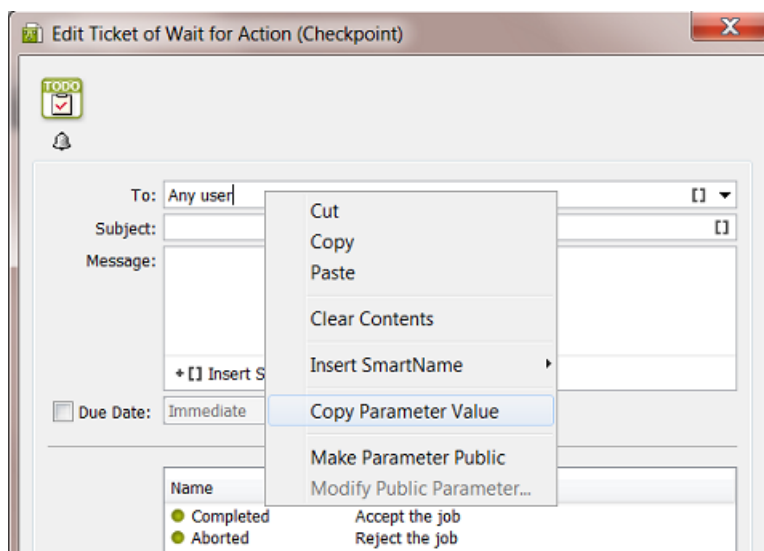 Edit Ticket of Wait for Action (Checkpoint)
X
TODO
To: Any user [] 
Subject: []
Message:
Cut
Copy
Paste
Clear Contents
Insert SmartName
+ [] Insert S
Copy Parameter Value
Due Date: Immediate
Make Parameter Public
Modify Public Parameter...
Name
Completed Accept the job
Aborted Reject the job